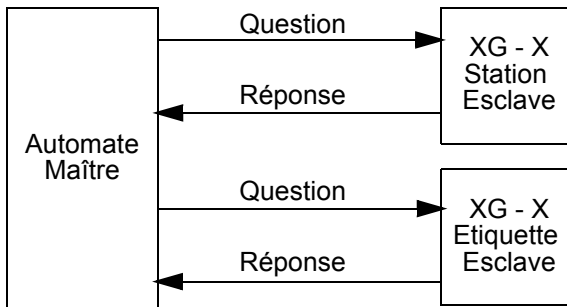 Automate
Maître
Question
Réponse
XG - X
Station
Esclave
Question
Réponse
XG - X
Etiquette
Esclave